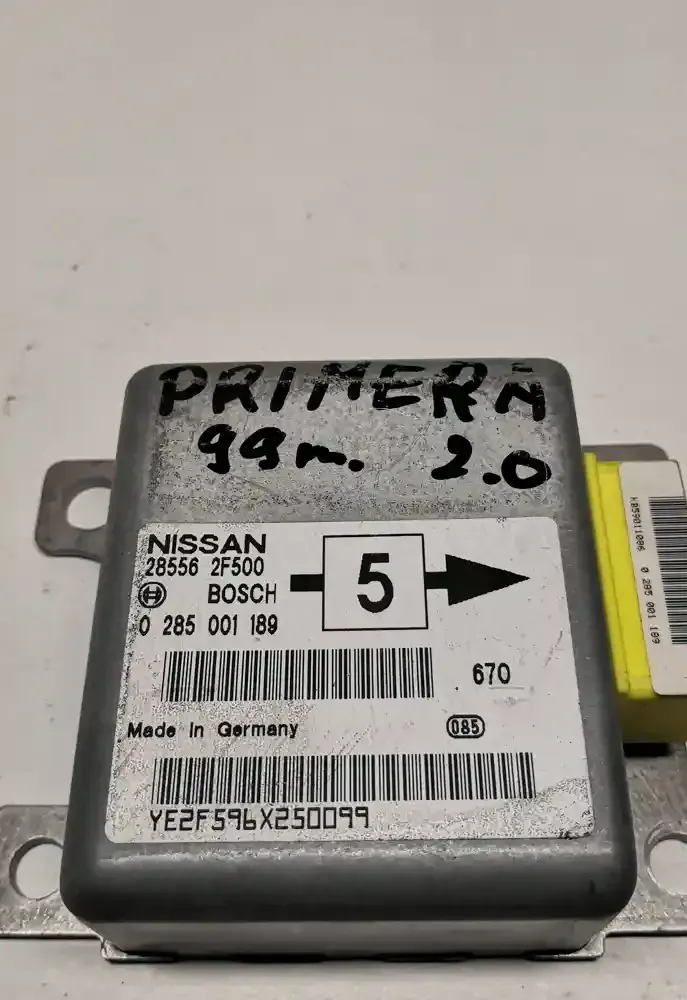 PRIMERA
99m. 2.0
NISSAN
28556 2F500
BOSCH
5
0 285 001 189
670
Made In Germany
085
YE2F596X250099
K859011086 0 285 001 189